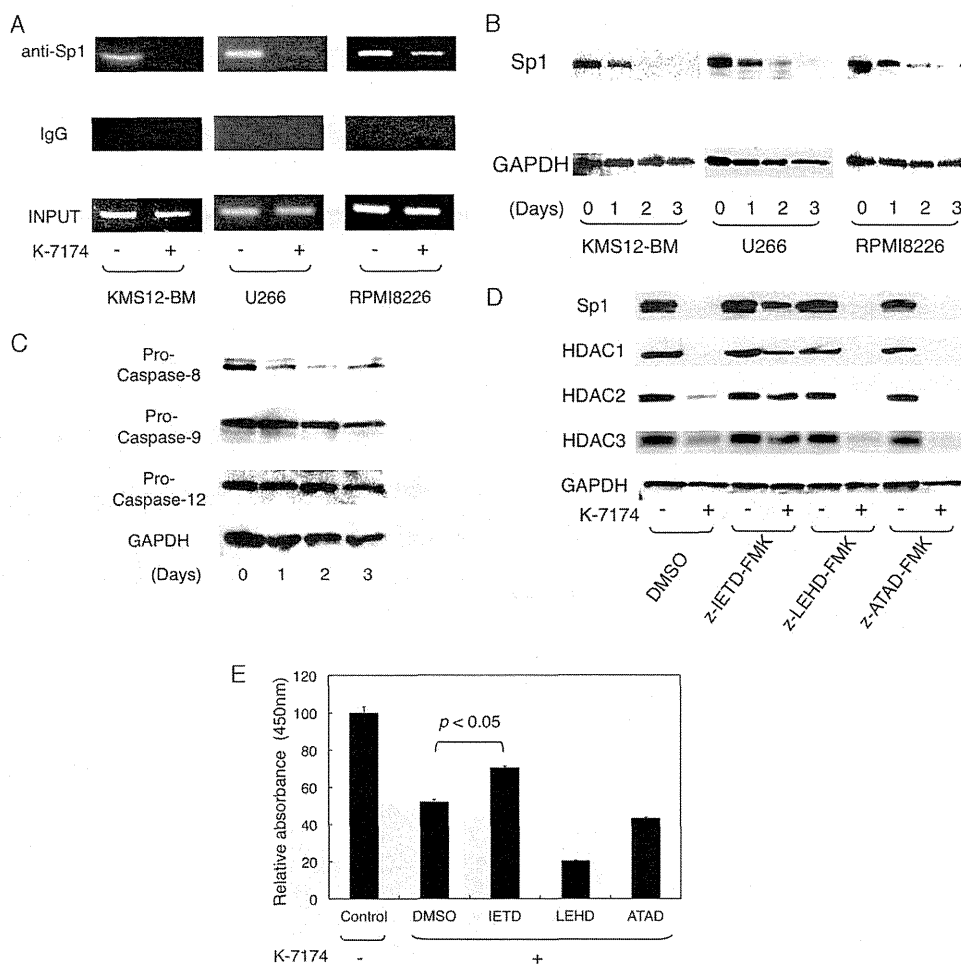 A
anti-Sp1
IgG
INPUT
K-7174 - + - + - +
KMS12-BM U266 RPMI8226
B
Sp1
GAPDH
(Days) 0 1 2 3 0 1 2 3 0 1 2 3
KMS12-BM U266 RPMI8226
C
Pro-
Caspase-8
Pro-
Caspase-9
Pro-
Caspase-12
GAPDH
(Days) 0 1 2 3
D
Sp1
HDAC1
HDAC2
HDAC3
GAPDH
K-7174 - + - + - + - +
DMSO z-IETD-FMK z-LEHD-FMK z-ATAD-FMK
E
Relative absorbance (450nm)
120
100
80
60
40
20
0
p < 0.05
Control DMSO IETD LEHD ATAD
K-7174 - +